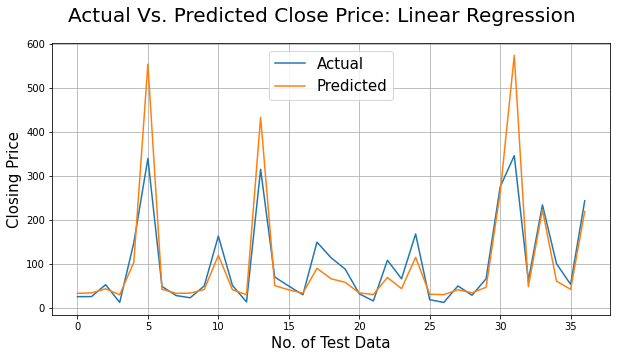 Actual Vs. Predicted Close Price: Linear Regression
600
500
400
300
200
100
0
Closing Price
Actual
Predicted
0 5 10 15 20 25 30 35
No. of Test Data